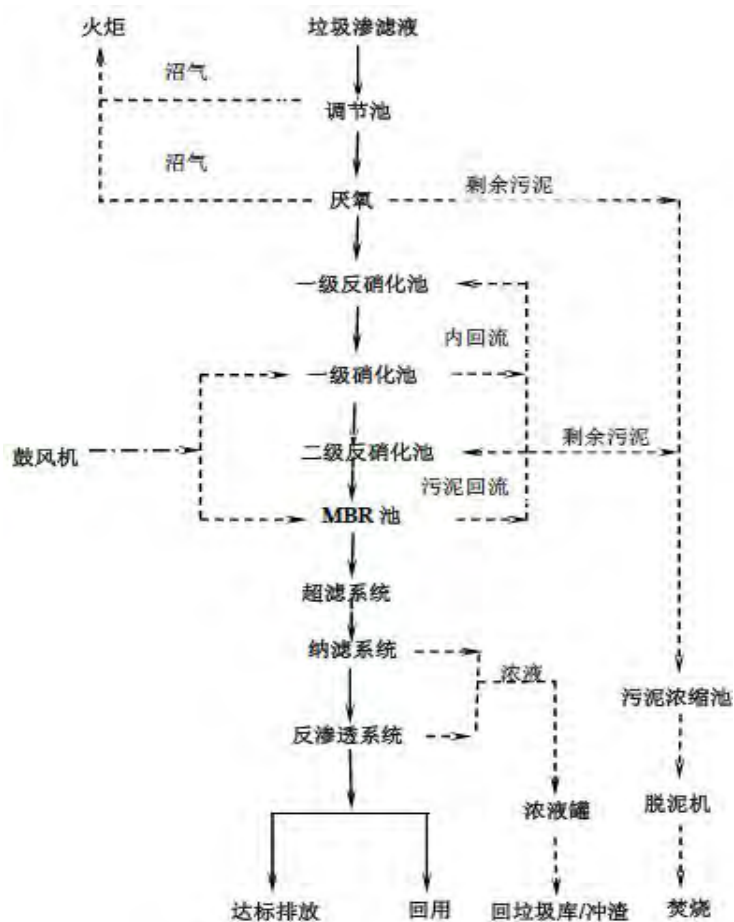 火炬
垃圾渗滤液
沼气
调节池
沼气
厌氧
剩余污泥
一级反硝化池
内回流
一级硝化池
鼓风机
二级反硝化池
剩余污泥
污泥回流
MBR 池
超滤系统
纳滤系统
浓液
污泥浓缩池
反渗透系统
浓液罐
脱泥机
达标排放
回用
回垃圾库/冲渣
焚烧